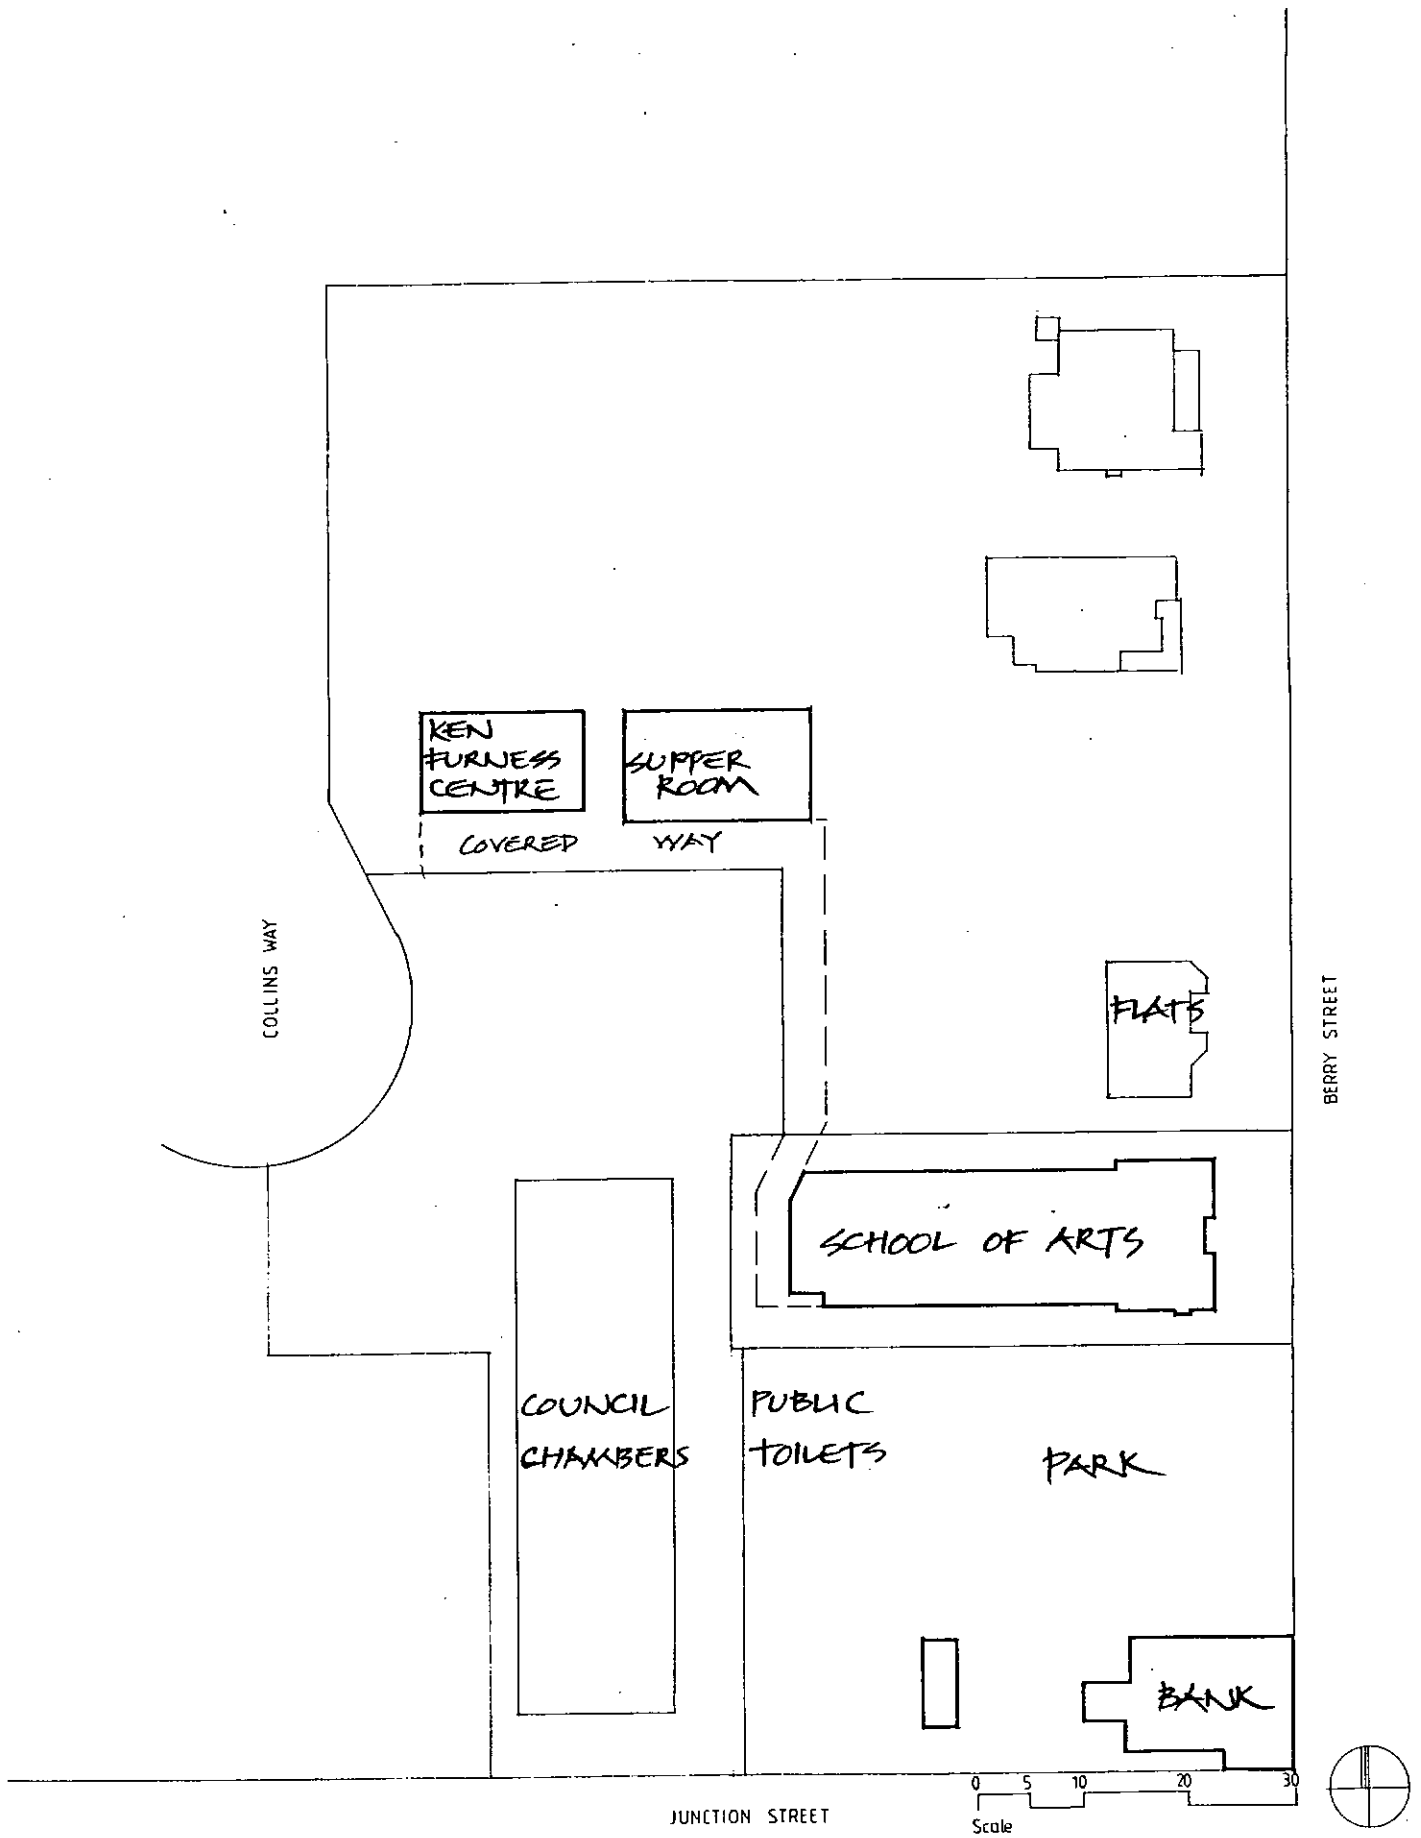 KEN
FURNESS
CENTRE
SUPPER
ROOM
COVERED WAY
COLLINS WAY
FLATS
BERRY STREET
SCHOOL OF ARTS
COUNCIL
CHAMBERS
PUBLIC
TOILETS
PARK
BANK
0 5 10 20 30
Scale
JUNCTION STREET